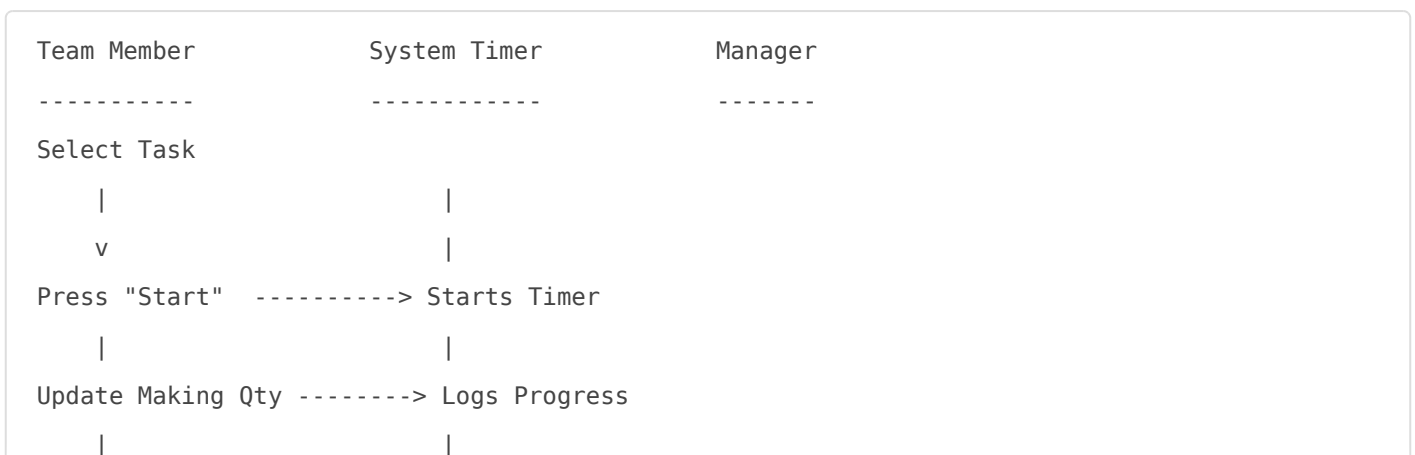 Team Member            System Timer            Manager
-----------            ------------            -------
Select Task
    |                       |
    v                       |
Press "Start"  ----------> Starts Timer
    |                       |
Update Making Qty --------> Logs Progress
    |                       |